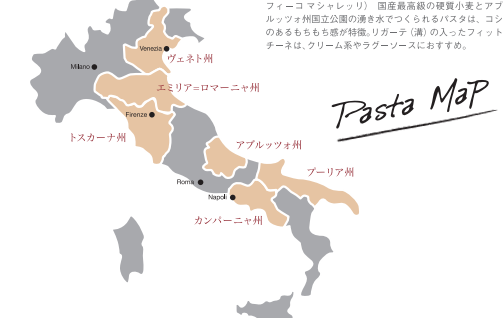 フィーコ マシャレッリ） 国産最高級の硬質小麦とアブ
ルッツォ州国立公園の湧き水でつくられるパスタは、コシ
のあるもちもち感が特徴。リガーテ（溝）の入ったフィット
チーネは、クリーム系やラグーソースにおすすめ。
Pasta MaP
Venezia
ヴェネト州
Milano
エミリア=ロマーニャ州
Firenze
トスカーナ州
アブルッツォ州
プーリア州
Roma
Napoli
カンパーニャ州